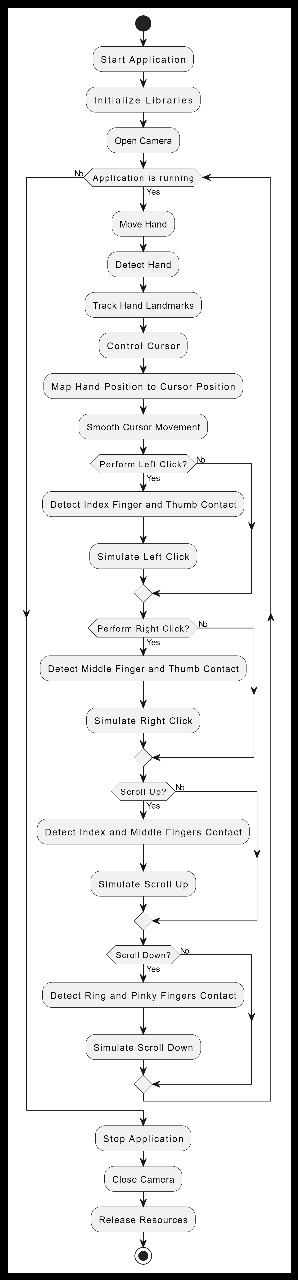 Start Application
Initialize Libraries
Open Camera
No
Application is running
Yes
Move Hand
Detect Hand
Track Hand Landmarks
Control Cursor
Map Hand Position to Cursor Position
Smooth Cursor Movement
Perform Left Click?
No
Yes
Detect Index Finger and Thumb Contact
Simulate Left Click
Perform Right Click?
No
Yes
Detect Middle Finger and Thumb Contact
Simulate Right Click
Scroll Up?
No
Yes
Detect Index and Middle Fingers Contact
Simulate Scroll Up
Scroll Down?
No
Yes
Detect Ring and Pinky Fingers Contact
Simulate Scroll Down
Stop Application
Close Camera
Release Resources